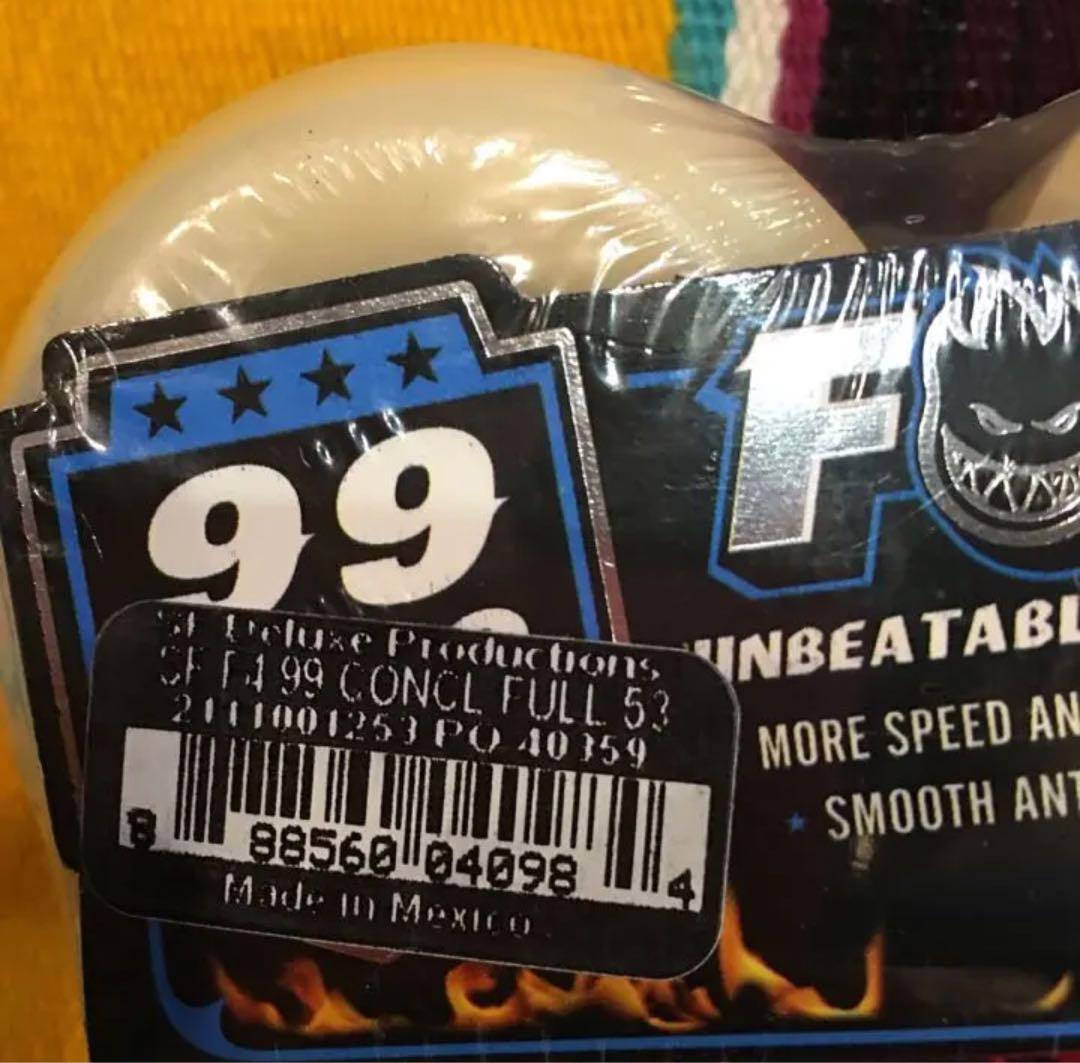 99
F
UNBEATABL
MORE SPEED AN
SMOOTH ANT
SF Deluxe Productions
SF F4 99 CONCL FULL 53
2111001253 PO 40359
8 88560 04098 4
Made in Mexico